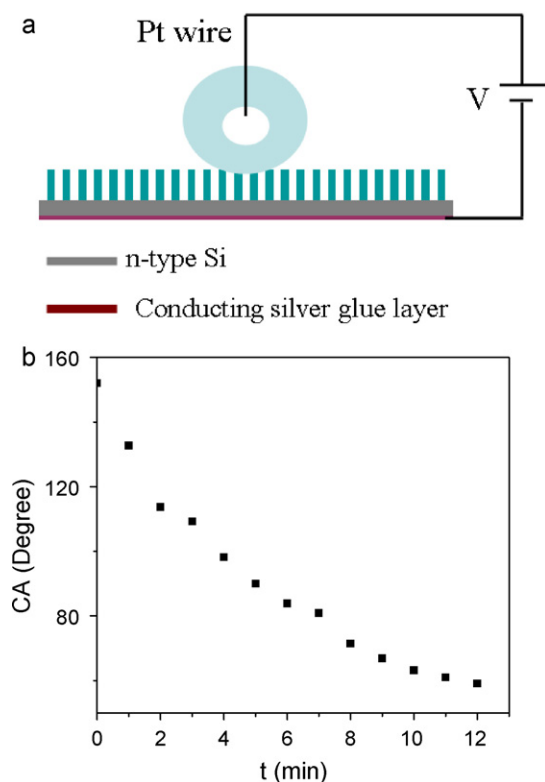 a
Pt wire
V
n-type Si
Conducting silver glue layer
b
160
120
80
CA (Degree)
0 2 4 6 8 10 12
t (min)